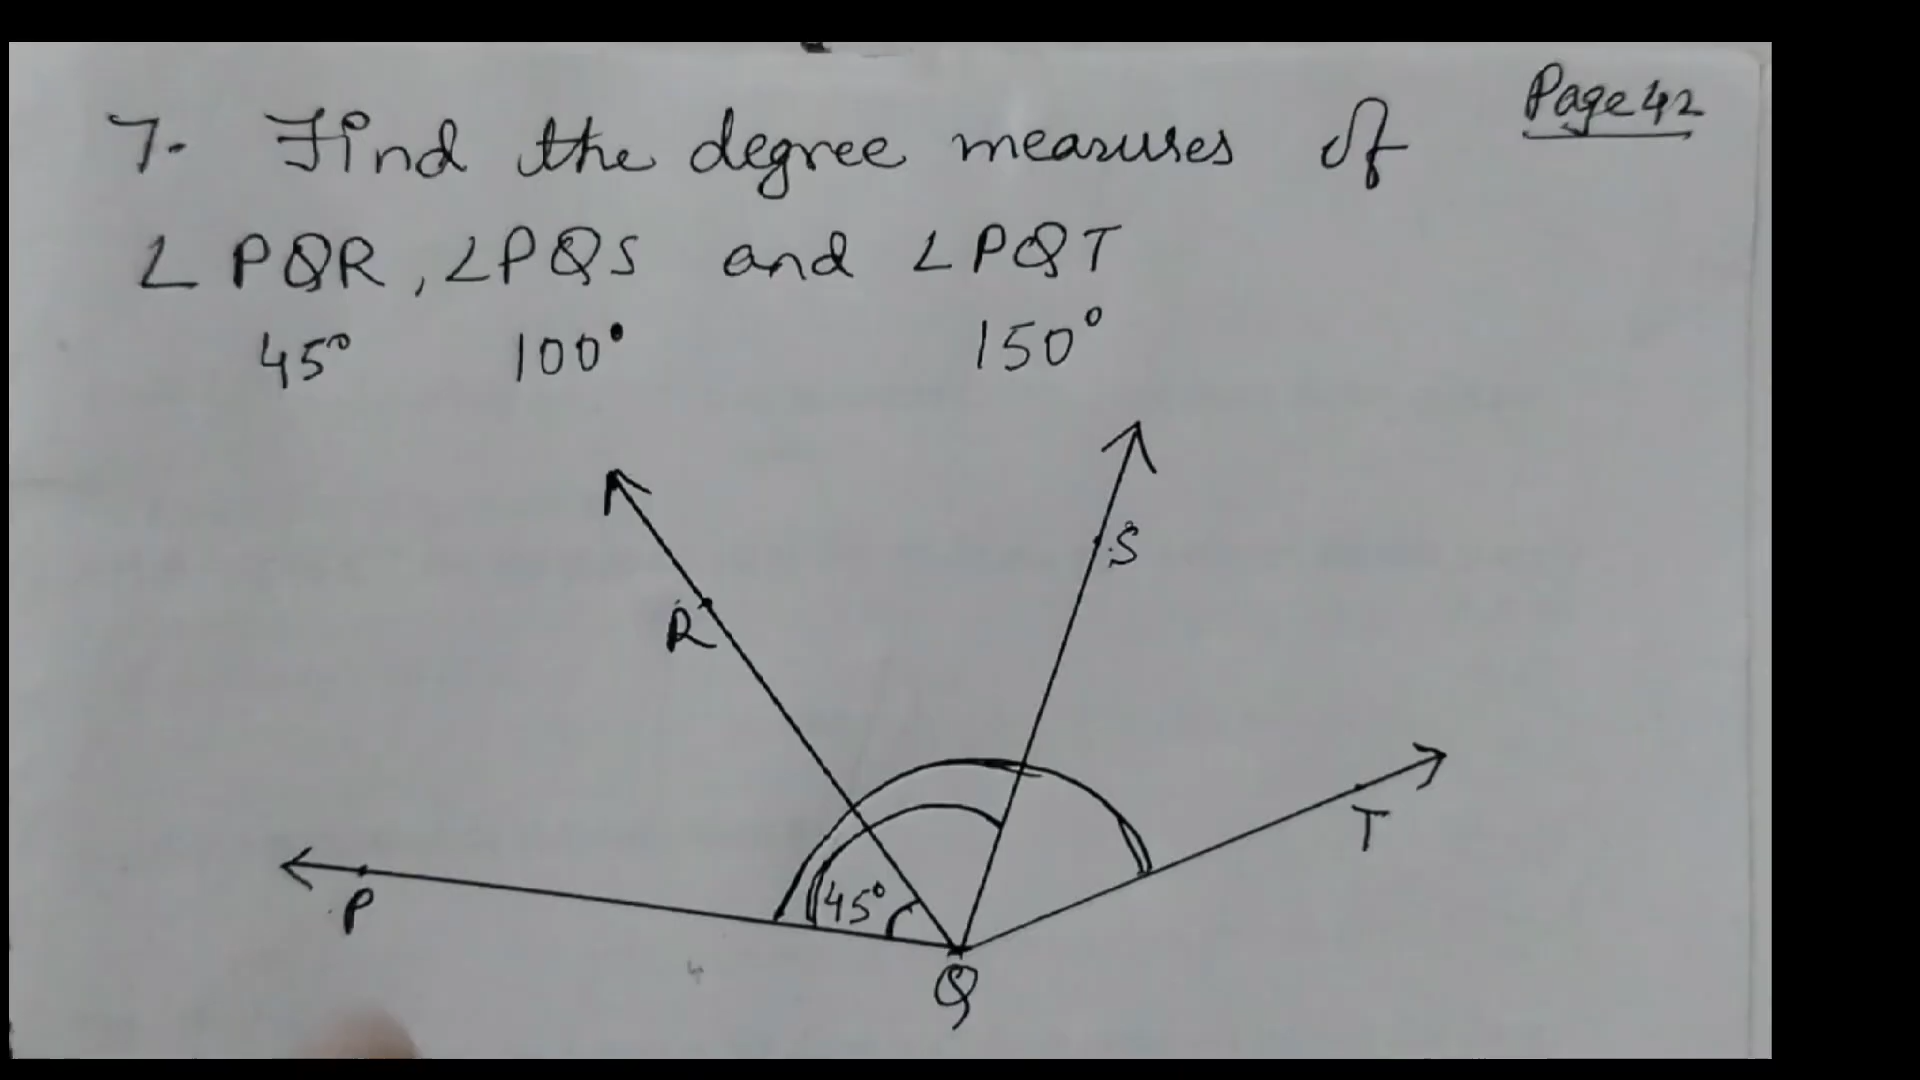 Page 42
7. Find the degree measures of
∠PQR, ∠PQS and ∠PQT
45° 100° 150°
S
R
T
P
45°
Q